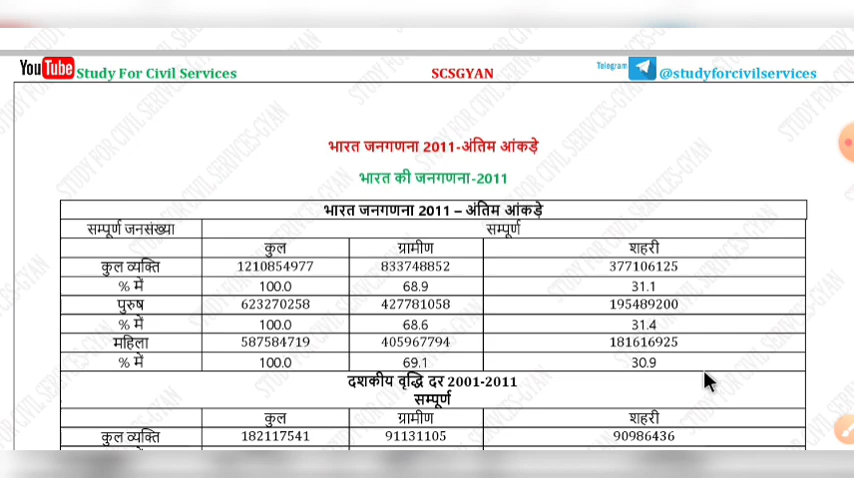 YouTube Study For Civil Services SCSGYAN Telegram @studyforcivilservices
भारत जनगणना 2011-अंतिम आंकड़े
भारत की जनगणना-2011
भारत जनगणना 2011 – अंतिम आंकड़े
सम्पूर्ण जनसंख्या सम्पूर्ण
कुल ग्रामीण शहरी
कुल व्यक्ति 1210854977 833748852 377106125
% में 100.0 68.9 31.1
पुरुष 623270258 427781058 195489200
% में 100.0 68.6 31.4
महिला 587584719 405967794 181616925
% में 100.0 69.1 30.9
दशकीय वृद्धि दर 2001-2011
सम्पूर्ण
कुल ग्रामीण शहरी
कुल व्यक्ति 182117541 91131105 90986436